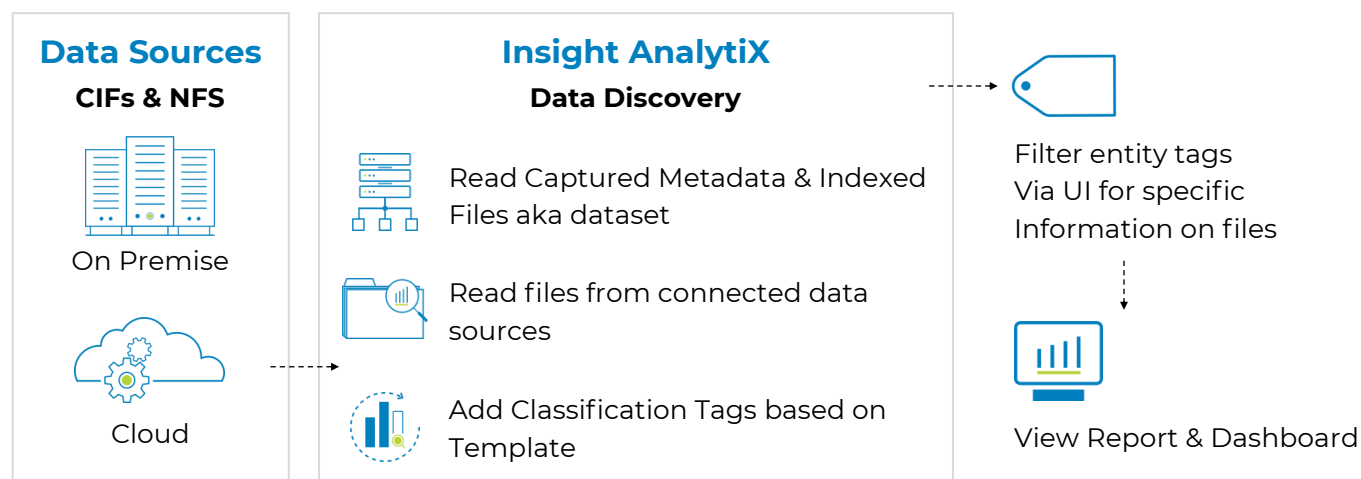 Data Sources
CIFs & NFS
On Premise
Cloud
Insight AnalytiX
Data Discovery
Read Captured Metadata & Indexed
Files aka dataset
Read files from connected data
sources
Add Classification Tags based on
Template
Filter entity tags
Via UI for specific
Information on files
View Report & Dashboard